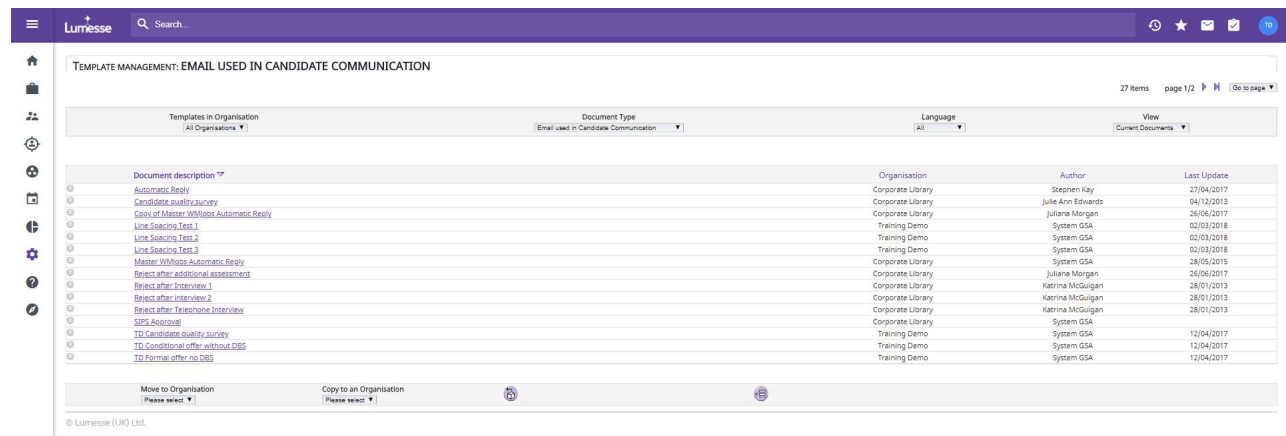 Lumesse Search... TD
TEMPLATE MANAGEMENT: EMAIL USED IN CANDIDATE COMMUNICATION
27 items page 1/2 Go to page
Templates in Organisation Document Type Language View
All Organisations Email used in Candidate Communication All Current Documents
Document description Organisation Author Last Update
Automatic Reply Corporate Library Stephen Kay 27/04/2017
Candidate quality survey Corporate Library Julie Ann Edwards 04/12/2013
Copy of Master WMJobs Automatic Reply Corporate Library Juliana Morgan 26/06/2017
Line Spacing Test 1 Training Demo System GSA 02/03/2018
Line Spacing Test 2 Training Demo System GSA 02/03/2018
Line Spacing Test 3 Training Demo System GSA 02/03/2018
Master WMJobs Automatic Reply Corporate Library System GSA 28/05/2015
Reject after additional assessment Corporate Library Juliana Morgan 26/06/2017
Reject after Interview 1 Corporate Library Katrina McGuigan 28/01/2013
Reject after interview 2 Corporate Library Katrina McGuigan 28/01/2013
Reject after Telephone Interview Corporate Library Katrina McGuigan 28/01/2013
SIPS Approval Corporate Library System GSA
TD Candidate quality survey Training Demo System GSA 12/04/2017
TD Conditional offer without DBS Training Demo System GSA 12/04/2017
TD Formal offer no DBS Training Demo System GSA 12/04/2017
Move to Organisation Copy to an Organisation
Please select Please select
© Lumesse (UK) Ltd.